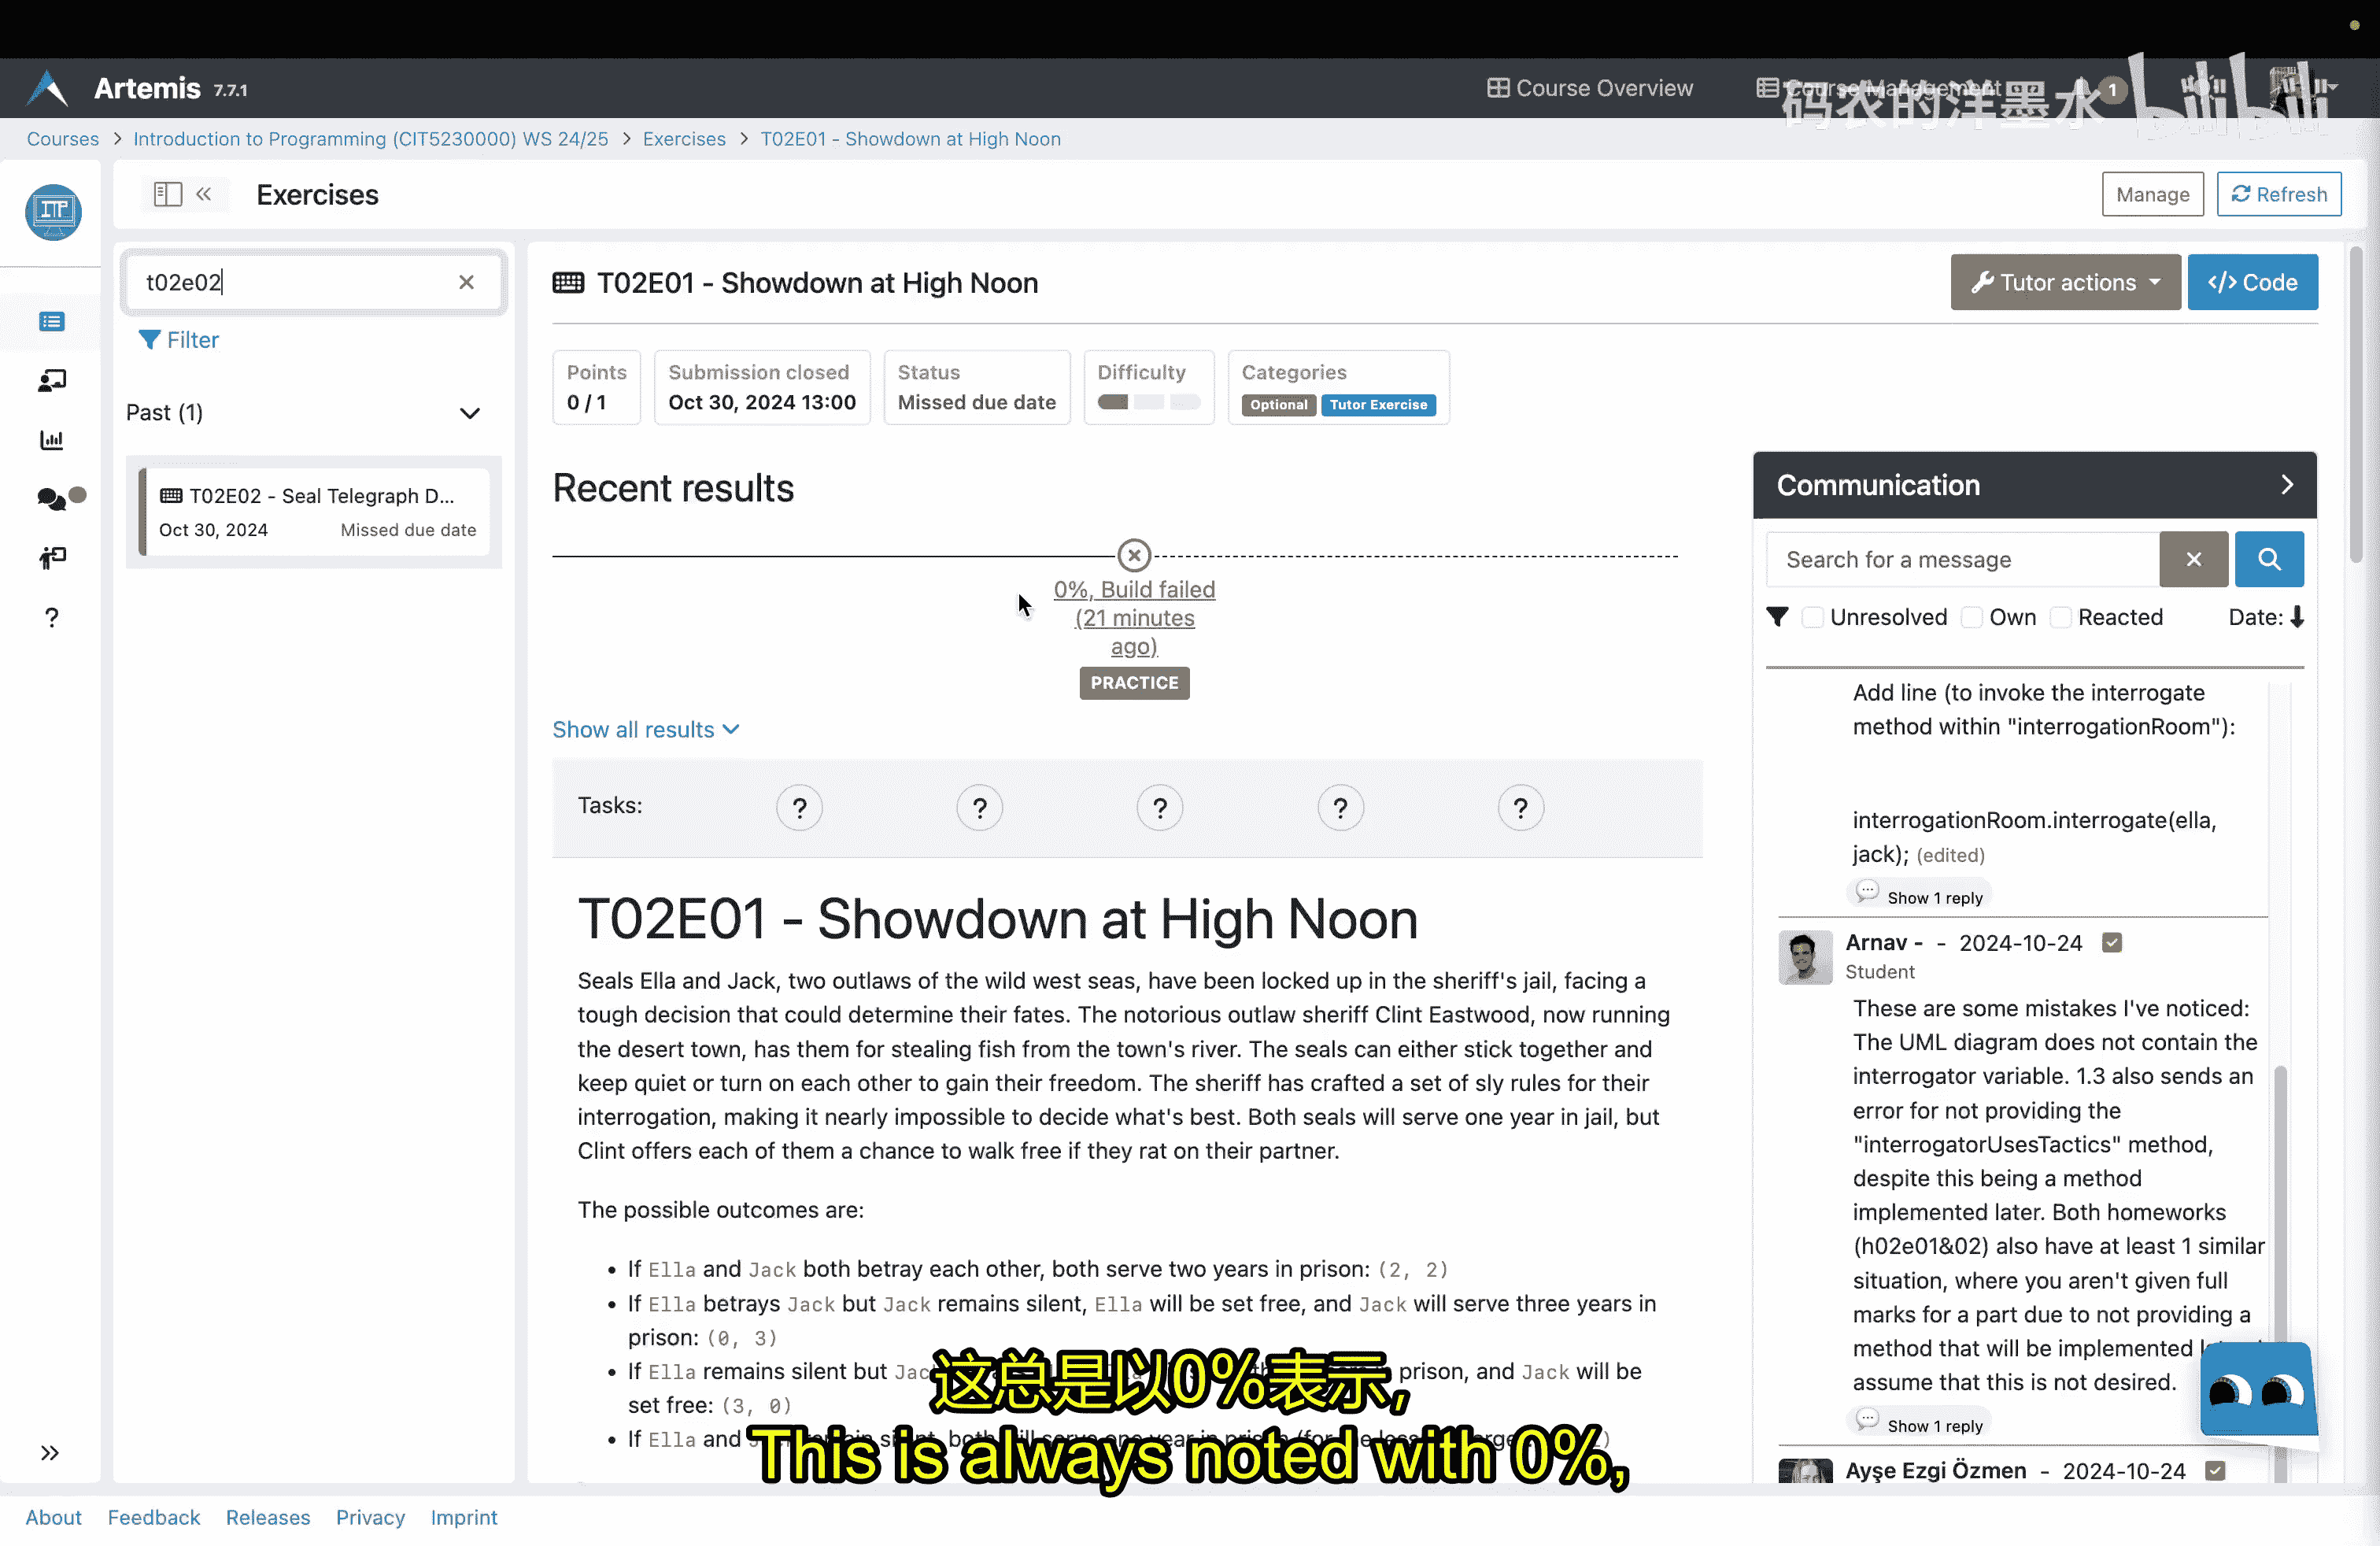 Artemis 7.7.1
Course Overview
Course Management
1
码农的洋墨水
bilibili
Courses > Introduction to Programming (CIT5230000) WS 24/25 > Exercises > T02E01 - Showdown at High Noon
ITP
Exercises
Manage
Refresh
t02e02
Filter
Past (1)
T02E02 - Seal Telegraph D...
Oct 30, 2024 Missed due date
T02E01 - Showdown at High Noon
Tutor actions
</> Code
Points
0 / 1
Submission closed
Oct 30, 2024 13:00
Status
Missed due date
Difficulty
Categories
Optional Tutor Exercise
Recent results
0%, Build failed
(21 minutes
ago)
PRACTICE
Show all results
Tasks: ? ? ? ? ?
T02E01 - Showdown at High Noon
Seals Ella and Jack, two outlaws of the wild west seas, have been locked up in the sheriff's jail, facing a
tough decision that could determine their fates. The notorious outlaw sheriff Clint Eastwood, now running
the desert town, has them for stealing fish from the town's river. The seals can either stick together and
keep quiet or turn on each other to gain their freedom. The sheriff has crafted a set of sly rules for their
interrogation, making it nearly impossible to decide what's best. Both seals will serve one year in jail, but
Clint offers each of them a chance to walk free if they rat on their partner.
The possible outcomes are:
• If Ella and Jack both betray each other, both serve two years in prison: (2, 2)
• If Ella betrays Jack but Jack remains silent, Ella will be set free, and Jack will serve three years in
prison: (0, 3)
• If Ella remains silent but Jac prison, and Jack will be
set free: (3, 0)
• If Ella and
这总是以0%表示,
This is always noted with 0%,
Communication
Search for a message
Unresolved Own Reacted Date:
Add line (to invoke the interrogate
method within "interrogationRoom"):
interrogationRoom.interrogate(ella,
jack); (edited)
Show 1 reply
Arnav - - 2024-10-24
Student
These are some mistakes I've noticed:
The UML diagram does not contain the
interrogator variable. 1.3 also sends an
error for not providing the
"interrogatorUsesTactics" method,
despite this being a method
implemented later. Both homeworks
(h02e01&02) also have at least 1 similar
situation, where you aren't given full
marks for a part due to not providing a
method that will be implemented
assume that this is not desired.
Show 1 reply
Ayşe Ezgi Özmen - 2024-10-24
About Feedback Releases Privacy Imprint